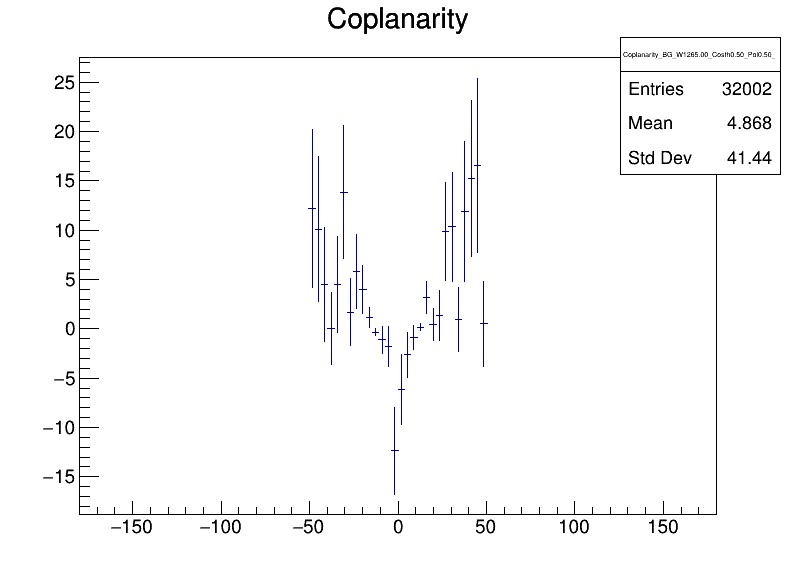 Coplanarity
Coplanarity_BG_W1265.00_Costh0.50_Pol0.50_
Entries 32002
Mean 4.868
Std Dev 41.44
25
20
15
10
5
0
−5
−10
−15
−150 −100 −50 0 50 100 150